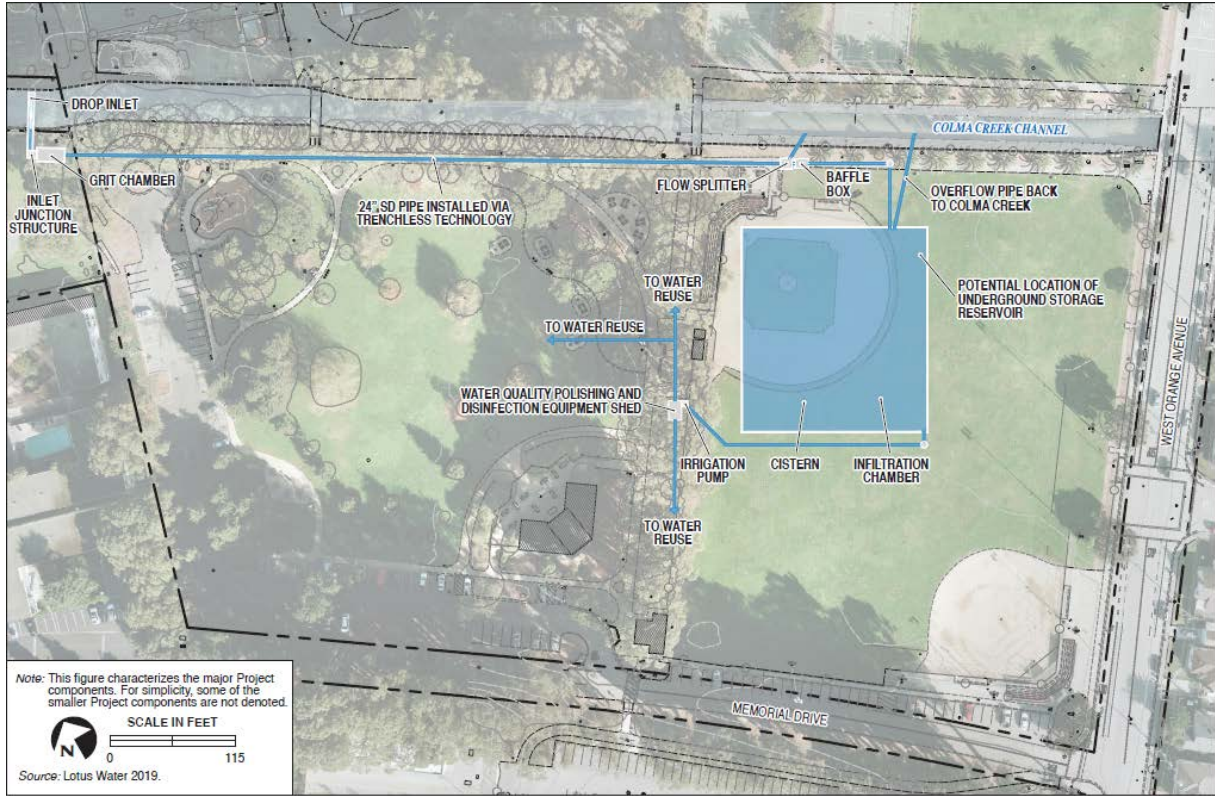 DROP INLET
COLMA CREEK CHANNEL
GRIT CHAMBER
FLOW SPLITTER
BAFFLE
BOX
INLET
JUNCTION
STRUCTURE
24" SD PIPE INSTALLED VIA
TRENCHLESS TECHNOLOGY
OVERFLOW PIPE BACK
TO COLMA CREEK
TO WATER
REUSE
POTENTIAL LOCATION OF
UNDERGROUND STORAGE
RESERVOIR
TO WATER REUSE
WATER QUALITY POLISHING AND
DISINFECTION EQUIPMENT SHED
WEST ORANGE AVENUE
IRRIGATION
PUMP
CISTERN
INFILTRATION
CHAMBER
TO WATER
REUSE
MEMORIAL DRIVE
Note: This figure characterizes the major Project
components. For simplicity, some of the
smaller Project components are not denoted.
N
SCALE IN FEET
0 115
Source: Lotus Water 2019.